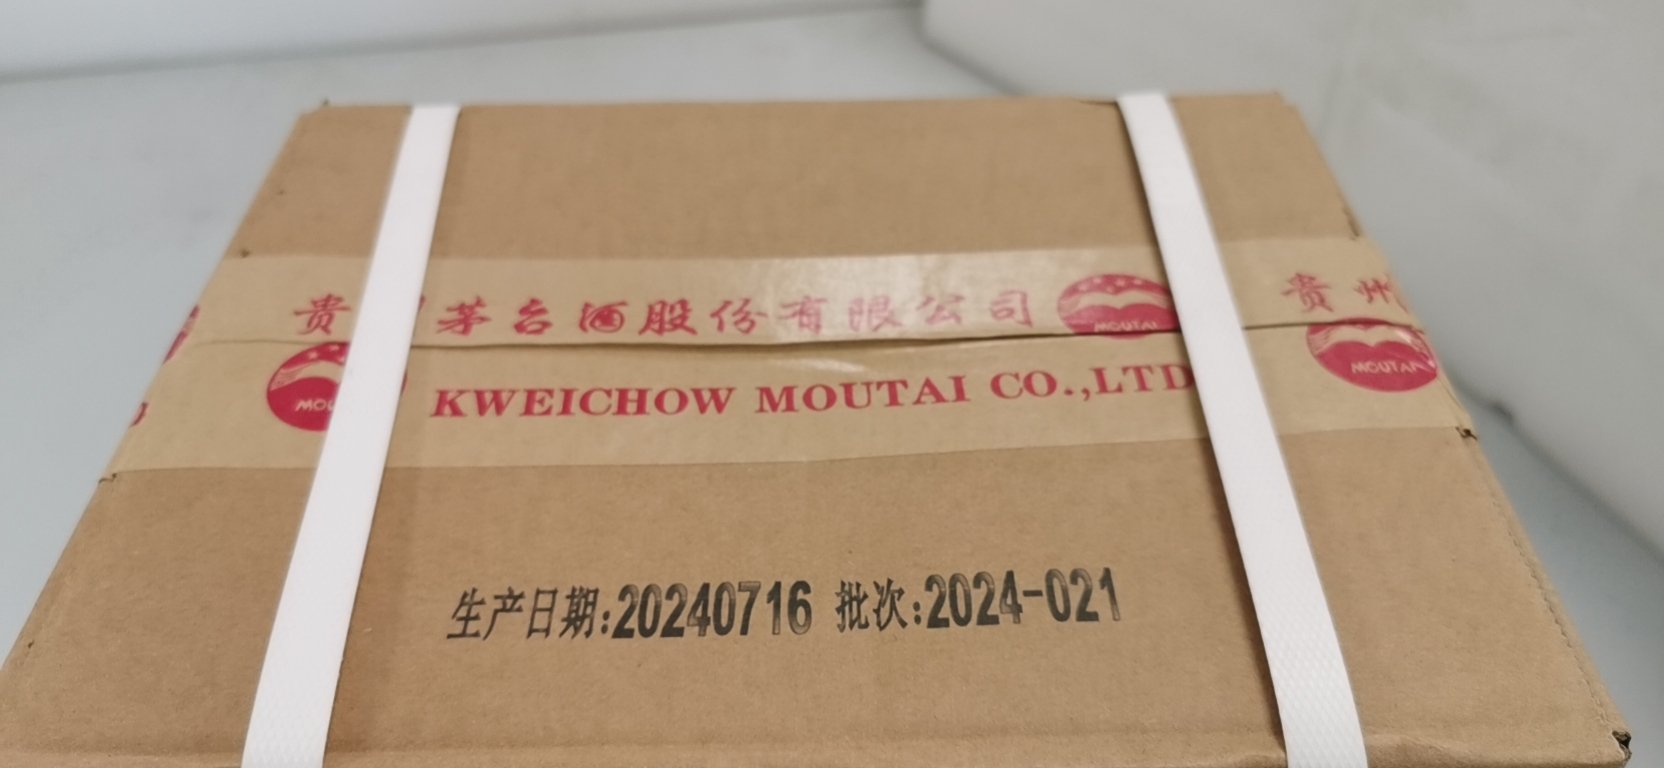 贵 茅台酒股份有限公司 MOUTAI 贵州
KWEICHOW MOUTAI CO.,LTD MOUTAI
生产日期:20240716 批次:2024-021